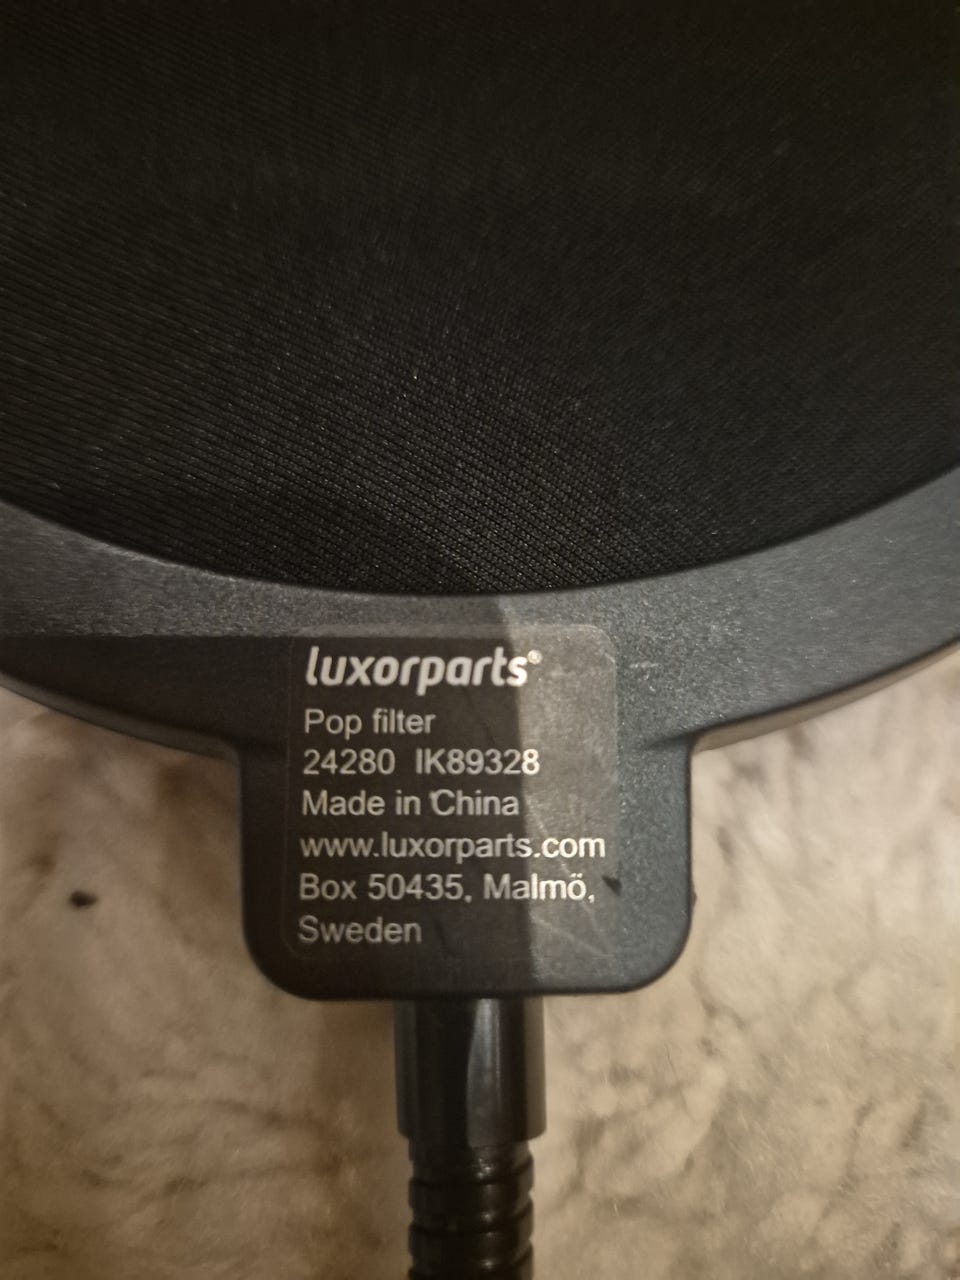 luxorparts®
Pop filter
24280 IK89328
Made in China
www.luxorparts.com
Box 50435, Malmö,
Sweden